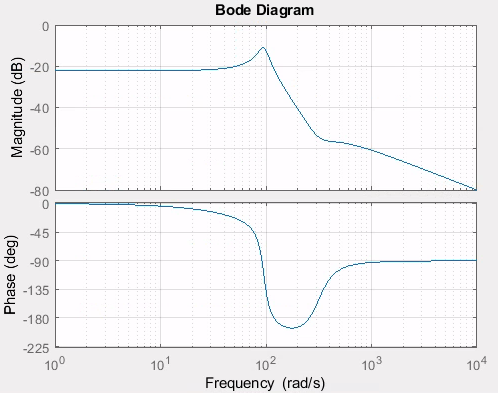 Bode Diagram
Magnitude (dB)
0
-20
-40
-60
-80
Phase (deg)
0
-45
-90
-135
-180
-225
10^0 10^1 10^2 10^3 10^4
Frequency (rad/s)